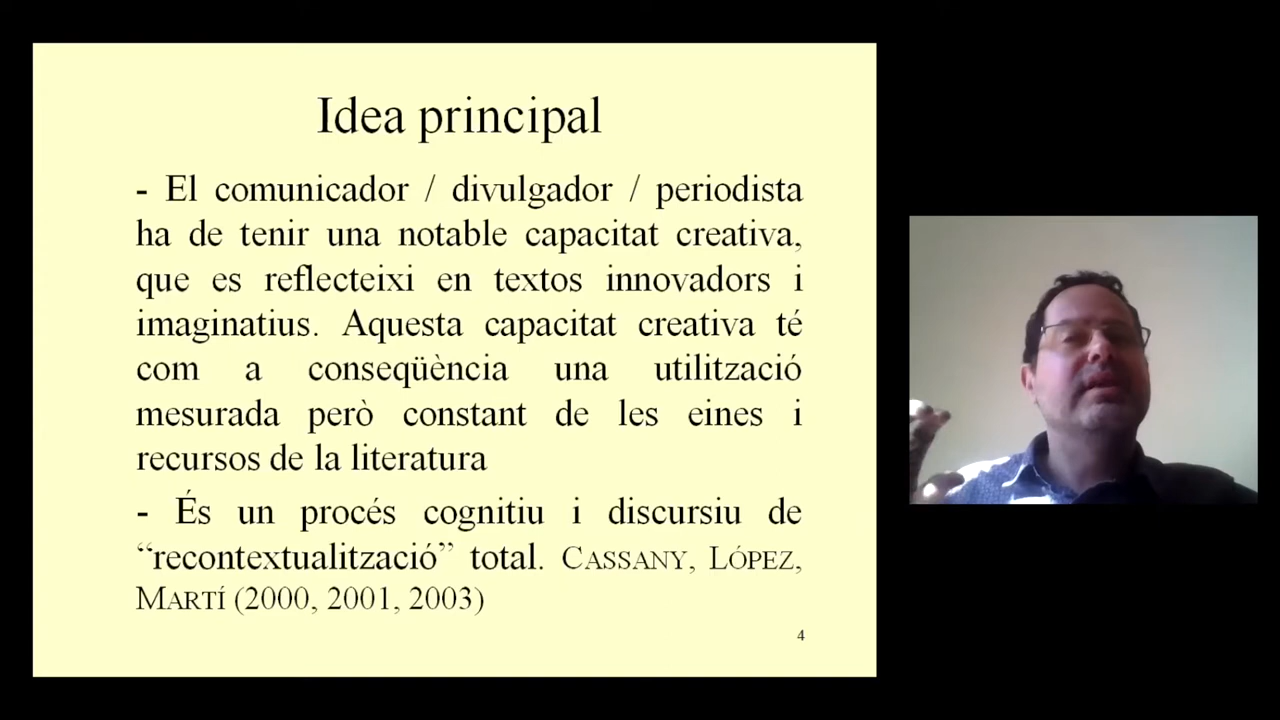 Idea principal
- El comunicador / divulgador / periodista
ha de tenir una notable capacitat creativa,
que es reflecteixi en textos innovadors i
imaginatius. Aquesta capacitat creativa té
com a conseqüència una utilització
mesurada però constant de les eines i
recursos de la literatura
- És un procés cognitiu i discursiu de
“recontextualització” total. CASSANY, LÓPEZ,
MARTÍ (2000, 2001, 2003)
4